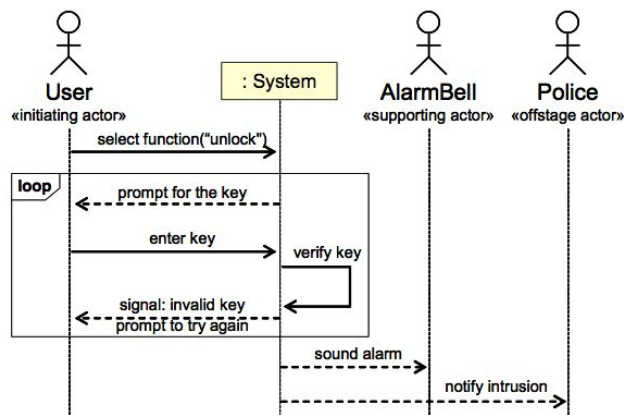 User
«initiating actor»
: System
AlarmBell
«supporting actor»
Police
«offstage actor»
select function("unlock")
loop
prompt for the key
enter key
verify key
signal: invalid key
prompt to try again
sound alarm
notify intrusion